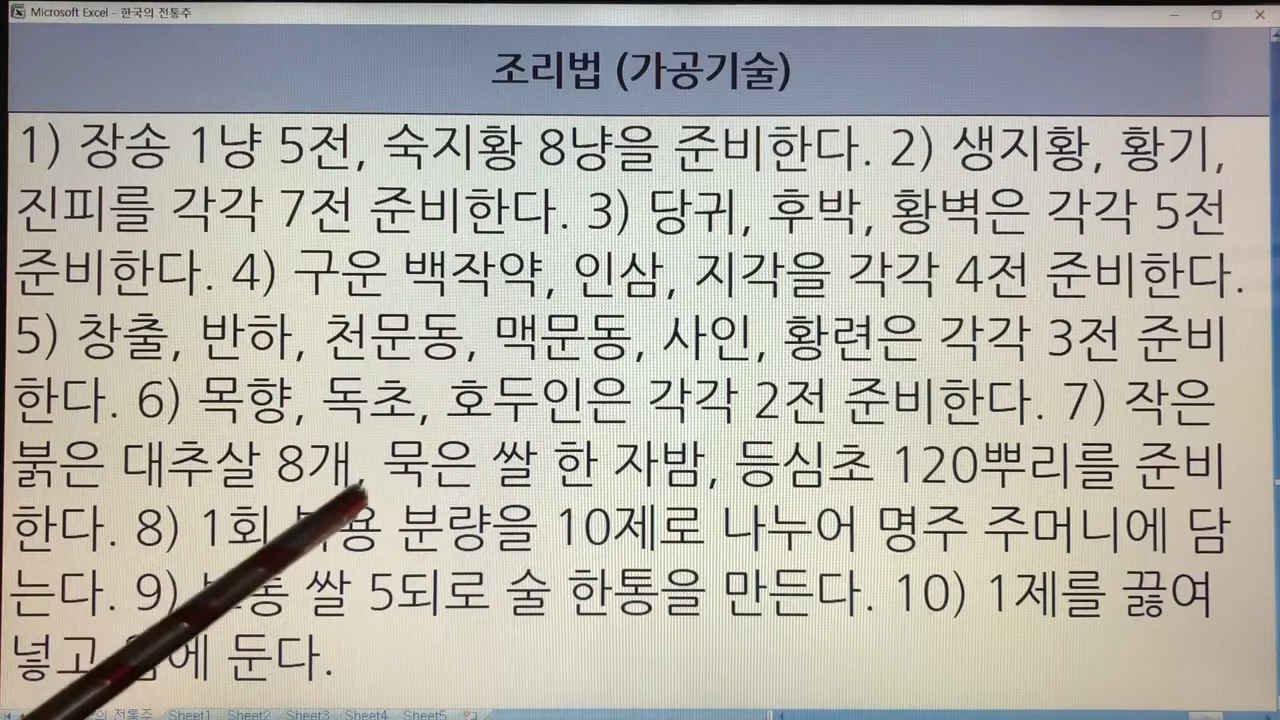 Microsoft Excel - 한국의 전통주
조리법 (가공기술)
1) 장송 1냥 5전, 숙지황 8냥을 준비한다. 2) 생지황, 황기,
진피를 각각 7전 준비한다. 3) 당귀, 후박, 황벽은 각각 5전
준비한다. 4) 구운 백작약, 인삼, 지각을 각각 4전 준비한다.
5) 창출, 반하, 천문동, 맥문동, 사인, 황련은 각각 3전 준비
한다. 6) 목향, 독초, 호두인은 각각 2전 준비한다. 7) 작은
붉은 대추살 8개, 묵은 쌀 한 자밤, 등심초 120뿌리를 준비
한다. 8) 1회 분량을 10제로 나누어 명주 주머니에 담
는다. 9) 쌀 5되로 술 한통을 만든다. 10) 1제를 끓여
넣고 둔다.
전통주 Sheet1 Sheet2 Sheet3 Sheet4 Sheet5